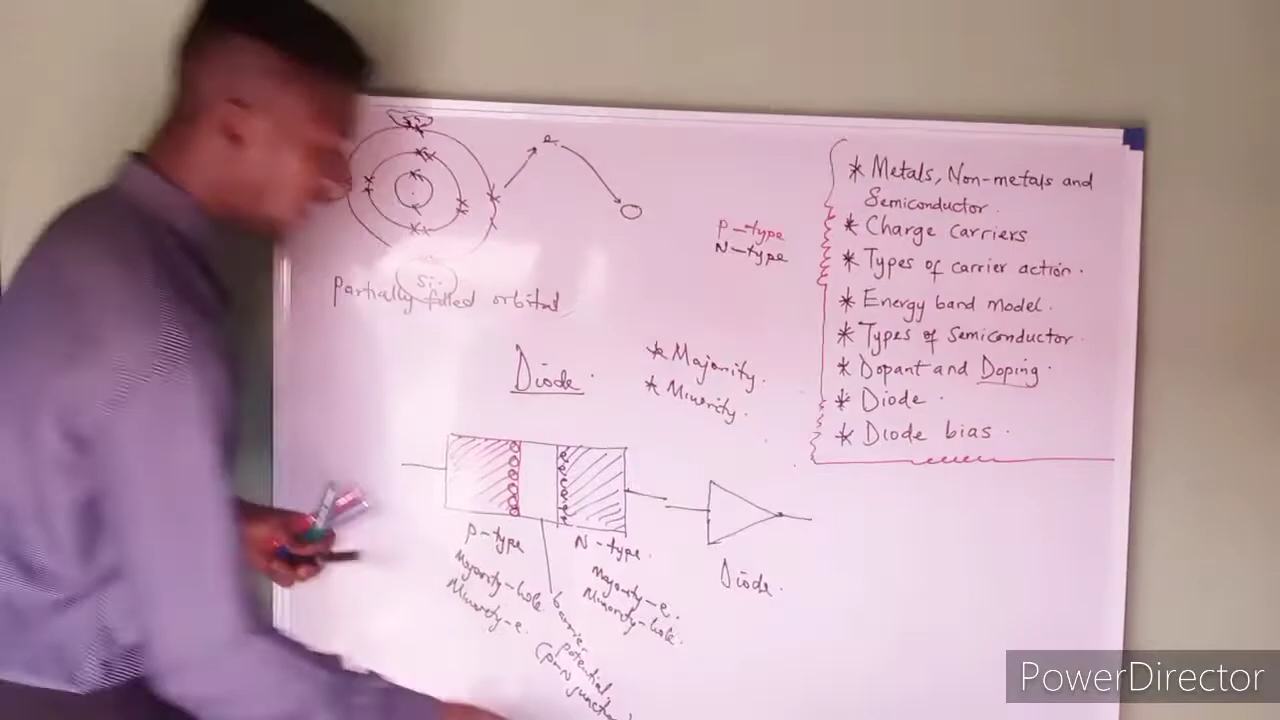 e
Si
Partially filled orbital
P-type
N-type
* Metals, Non-metals and
Semiconductor.
* Charge carriers
* Types of carrier action.
* Energy band model.
* Types of Semiconductor.
* Dopant and Doping.
* Diode.
* Diode bias.
Diode.
* Majority.
* Minority.
e
e
e
e
e
e
P-type
Majority-hole
Minority-e.
N-type.
Majority-e.
Minority-hole.
barrier
potential.
Diode.
PowerDirector